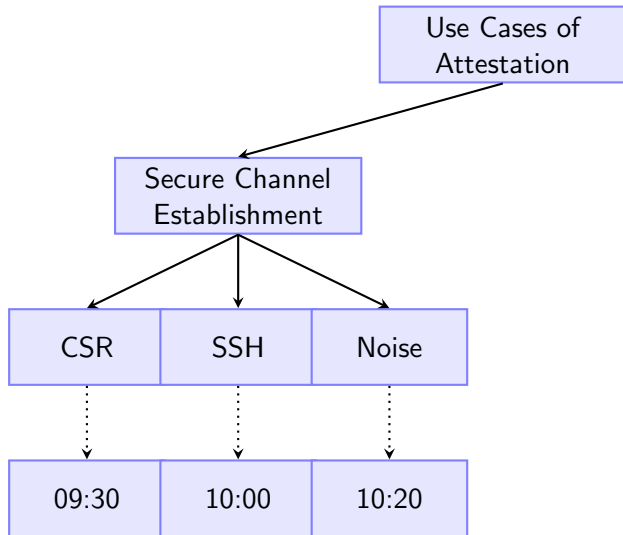 Use Cases of
Attestation
Secure Channel
Establishment
CSR
SSH
Noise
09:30
10:00
10:20